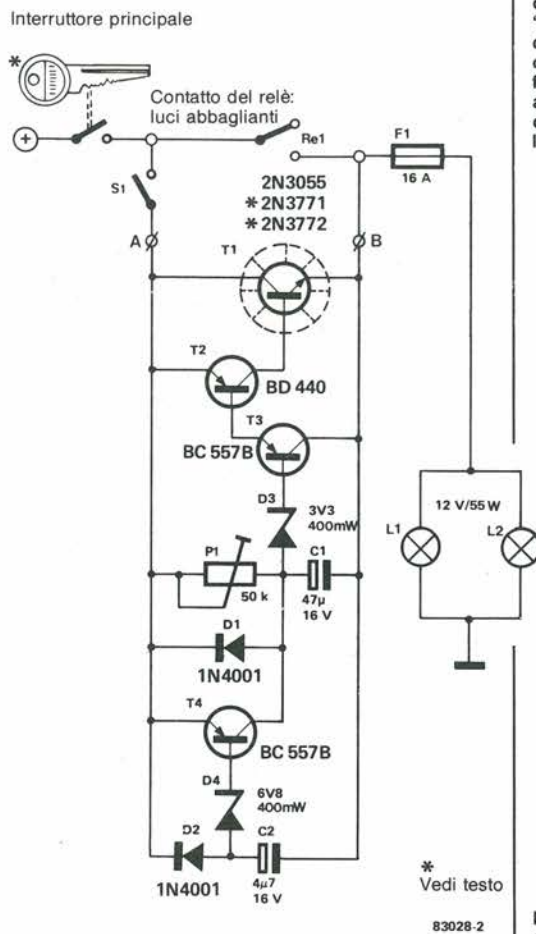 Interruttore principale
*
Contatto del relè:
luci abbaglianti
+
Re1
F1
16 A
S1
2N3055
*2N3771
*2N3772
A
B
T1
T2
BD 440
T3
BC 557B
D3
3V3
400mW
P1
50 k
C1
47µ
16 V
12 V/55 W
L1
L2
D1
1N4001
T4
BC 557B
D4
6V8
400mW
D2
1N4001
C2
4µ7
16 V
*
Vedi testo
83028-2